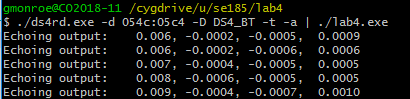 gmonroe@CO2018-11 /cygdrive/u/se185/lab4
$ ./ds4rd.exe -d 054c:05c4 -D DS4_BT -t -a | ./lab4.exe
Echoing output:    0.006, -0.0002, -0.0005,  0.0009
Echoing output:    0.006, -0.0002, -0.0005,  0.0006
Echoing output:    0.007, -0.0005, -0.0004,  0.0005
Echoing output:    0.008, -0.0006, -0.0005,  0.0005
Echoing output:    0.009, -0.0004, -0.0007,  0.0010